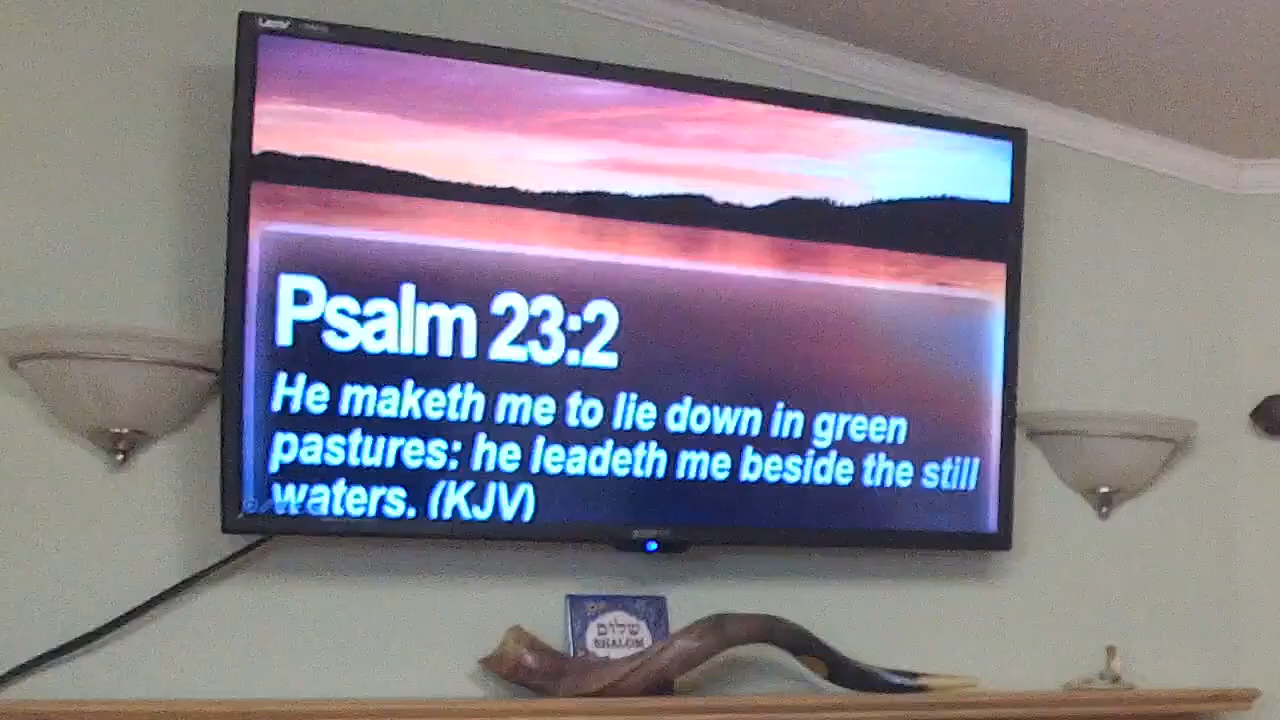 Psalm 23:2
He maketh me to lie down in green
pastures: he leadeth me beside the still
waters. (KJV)
שלום
SHALOM